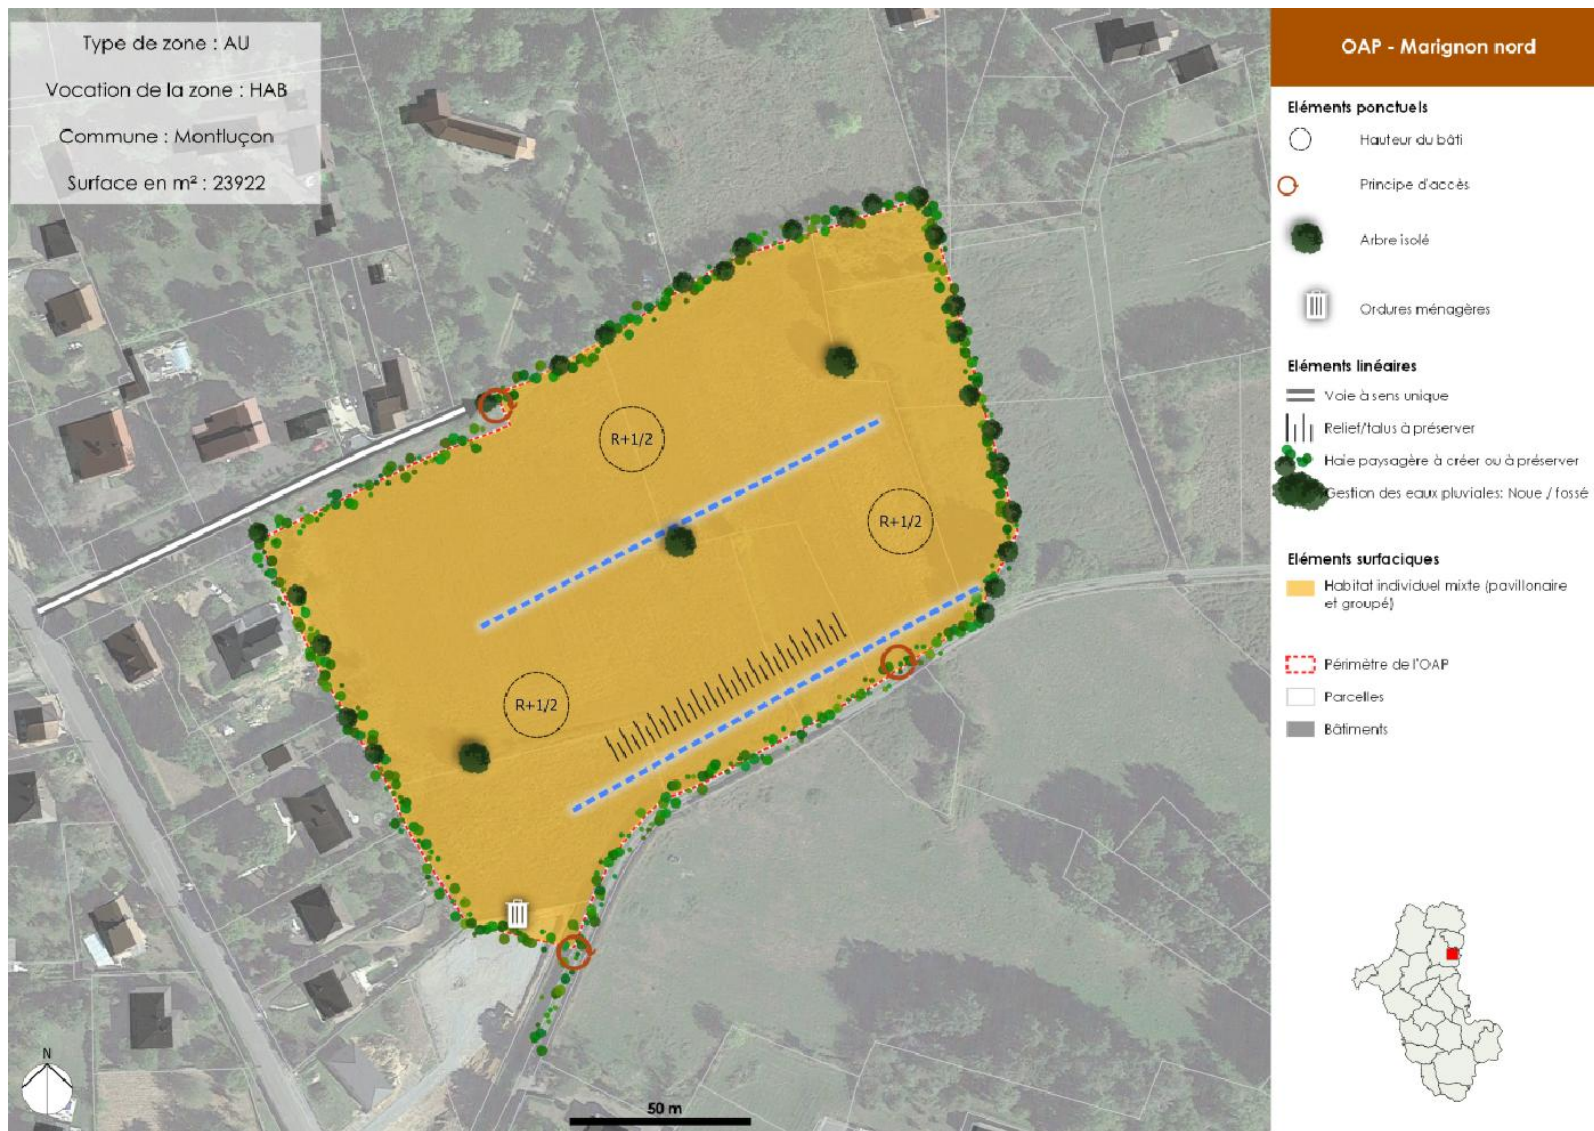 Type de zone : AU
Vocation de la zone : HAB
Commune : Montluçon
Surface en m² : 23922
R+1/2
R+1/2
R+1/2
N
50 m
OAP - Marignon nord
Eléments ponctuels
Hauteur du bâti
Principe d'accès
Arbre isolé
Ordures ménagères
Eléments linéaires
Voie à sens unique
Relief/talus à préserver
Haie paysagère à créer ou à préserver
Gestion des eaux pluviales: Noue / fossé
Eléments surfaciques
Habitat individuel mixte (pavillonaire
et groupé)
Périmètre de l'OAP
Parcelles
Bâtiments